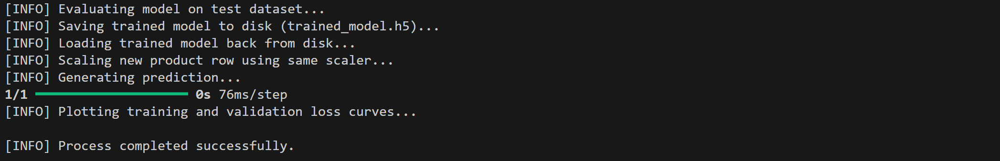 [INFO] Evaluating model on test dataset...
[INFO] Saving trained model to disk (trained_model.h5)...
[INFO] Loading trained model back from disk...
[INFO] Scaling new product row using same scaler...
[INFO] Generating prediction...
1/1 ━━━━━━━━━━━━━━━━━━━━ 0s 76ms/step
[INFO] Plotting training and validation loss curves...
[INFO] Process completed successfully.